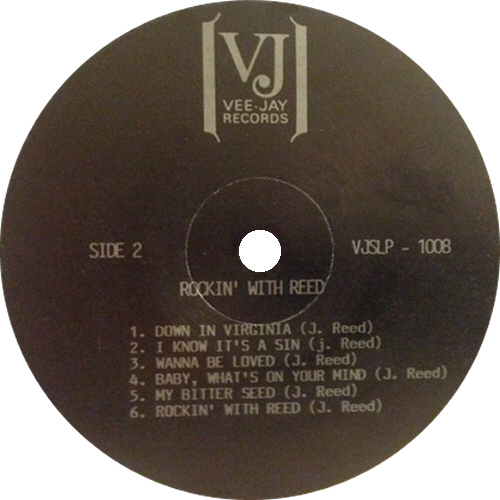 VJ
VEE-JAY
RECORDS
SIDE 2
VJSLP - 1008
ROCKIN' WITH REED
1. DOWN IN VIRGINIA (J. Reed)
2. I KNOW IT'S A SIN (j. Reed)
3. WANNA BE LOVED (J. Reed)
4. BABY, WHAT'S ON YOUR MIND (J. Reed)
5. MY BITTER SEED (J. Reed)
6. ROCKIN' WITH REED (J. Reed)